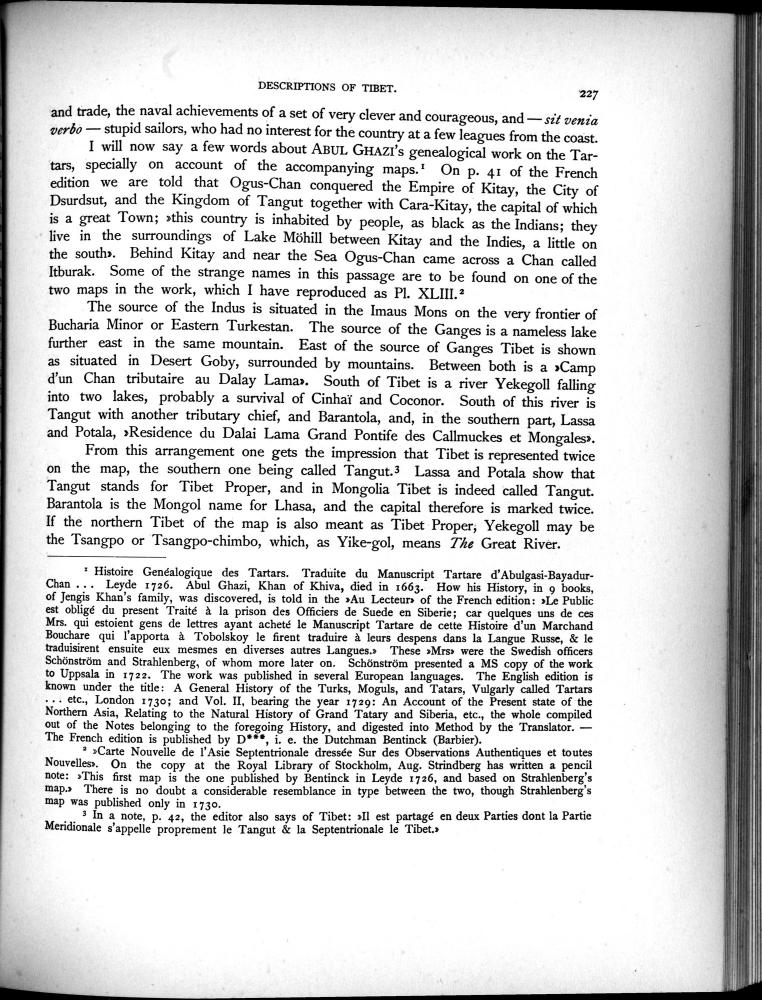 DESCRIPTIONS OF TIBET.
227
and trade, the naval achievements of a set of very clever and courageous, and — sit venia
verbo — stupid sailors, who had no interest for the country at a few leagues from the coast.
I will now say a few words about ABUL GHAZI's genealogical work on the Tar-
tars, specially on account of the accompanying maps.¹ On p. 41 of the French
edition we are told that Ogus-Chan conquered the Empire of Kitay, the City of
Dsurdsut, and the Kingdom of Tangut together with Cara-Kitay, the capital of which
is a great Town; »this country is inhabited by people, as black as the Indians; they
live in the surroundings of Lake Möhill between Kitay and the Indies, a little on
the south». Behind Kitay and near the Sea Ogus-Chan came across a Chan called
Itburak. Some of the strange names in this passage are to be found on one of the
two maps in the work, which I have reproduced as Pl. XLIII.²
The source of the Indus is situated in the Imaus Mons on the very frontier of
Bucharia Minor or Eastern Turkestan. The source of the Ganges is a nameless lake
further east in the same mountain. East of the source of Ganges Tibet is shown
as situated in Desert Goby, surrounded by mountains. Between both is a »Camp
d'un Chan tributaire au Dalay Lama». South of Tibet is a river Yekegoll falling
into two lakes, probably a survival of Cinhaï and Coconor. South of this river is
Tangut with another tributary chief, and Barantola, and, in the southern part, Lassa
and Potala, »Residence du Dalai Lama Grand Pontife des Callmuckes et Mongales».
From this arrangement one gets the impression that Tibet is represented twice
on the map, the southern one being called Tangut.³ Lassa and Potala show that
Tangut stands for Tibet Proper, and in Mongolia Tibet is indeed called Tangut.
Barantola is the Mongol name for Lhasa, and the capital therefore is marked twice.
If the northern Tibet of the map is also meant as Tibet Proper, Yekegoll may be
the Tsangpo or Tsangpo-chimbo, which, as Yike-gol, means The Great River.
¹ Histoire Genéalogique des Tartars. Traduite du Manuscript Tartare d'Abulgasi-Bayadur-
Chan ... Leyde 1726. Abul Ghazi, Khan of Khiva, died in 1663. How his History, in 9 books,
of Jengis Khan's family, was discovered, is told in the »Au Lecteur» of the French edition: »Le Public
est obligé du present Traité à la prison des Officiers de Suede en Siberie; car quelques uns de ces
Mrs. qui estoient gens de lettres ayant acheté le Manuscript Tartare de cette Histoire d'un Marchand
Bouchare qui l'apporta à Tobolskoy le firent traduire à leurs despens dans la Langue Russe, & le
traduisirent ensuite eux mesmes en diverses autres Langues.» These »Mrs» were the Swedish officers
Schönström and Strahlenberg, of whom more later on. Schönström presented a MS copy of the work
to Uppsala in 1722. The work was published in several European languages. The English edition is
known under the title: A General History of the Turks, Moguls, and Tatars, Vulgarly called Tartars
... etc., London 1730; and Vol. II, bearing the year 1729: An Account of the Present state of the
Northern Asia, Relating to the Natural History of Grand Tatary and Siberia, etc., the whole compiled
out of the Notes belonging to the foregoing History, and digested into Method by the Translator. —
The French edition is published by D***, i. e. the Dutchman Bentinck (Barbier).
² »Carte Nouvelle de l'Asie Septentrionale dressée Sur des Observations Authentiques et toutes
Nouvelles». On the copy at the Royal Library of Stockholm, Aug. Strindberg has written a pencil
note: »This first map is the one published by Bentinck in Leyde 1726, and based on Strahlenberg's
map.» There is no doubt a considerable resemblance in type between the two, though Strahlenberg's
map was published only in 1730.
³ In a note, p. 42, the editor also says of Tibet: »Il est partagé en deux Parties dont la Partie
Meridionale s'appelle proprement le Tangut & la Septentrionale le Tibet.»